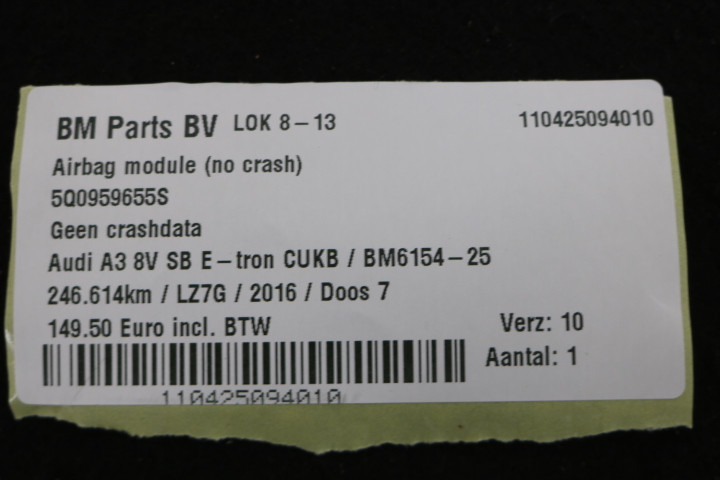 BM Parts BV LOK 8-13 110425094010
Airbag module (no crash)
5Q0959655S
Geen crashdata
Audi A3 8V SB E-tron CUKB / BM6154-25
246.614km / LZ7G / 2016 / Doos 7
149.50 Euro incl. BTW Verz: 10
Aantal: 1
110425094010